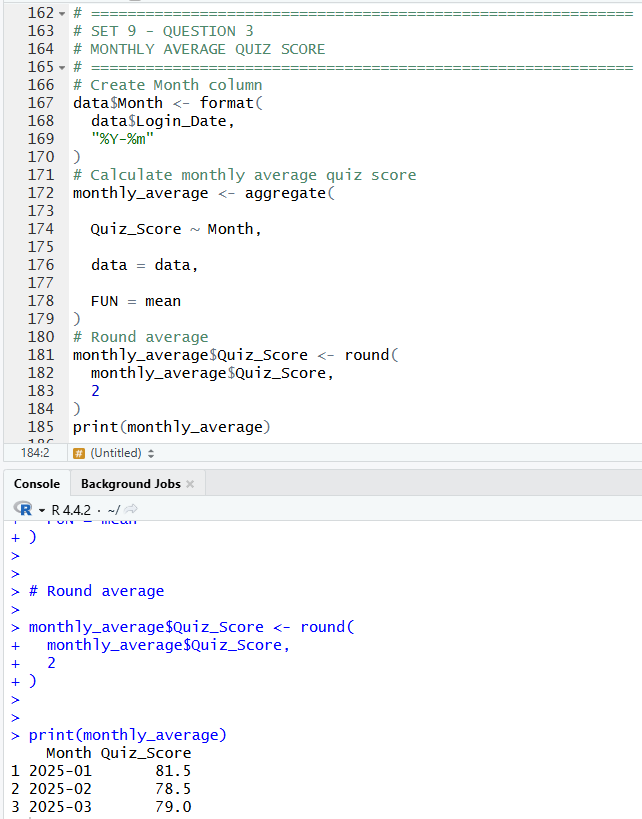 162 # ============================================================
163 # SET 9 - QUESTION 3
164 # MONTHLY AVERAGE QUIZ SCORE
165 # ============================================================
166 # Create Month column
167 data$Month <- format(
168   data$Login_Date,
169   "%Y-%m"
170 )
171 # Calculate monthly average quiz score
172 monthly_average <- aggregate(
173
174   Quiz_Score ~ Month,
175
176   data = data,
177
178   FUN = mean
179 )
180 # Round average
181 monthly_average$Quiz_Score <- round(
182   monthly_average$Quiz_Score,
183   2
184 )
185 print(monthly_average)
186
184:2 # (Untitled)
Console Background Jobs
R R 4.4.2 · ~/
+   FUN = mean
+ )
>
>
> # Round average
>
> monthly_average$Quiz_Score <- round(
+   monthly_average$Quiz_Score,
+   2
+ )
>
>
> print(monthly_average)
    Month Quiz_Score
1 2025-01       81.5
2 2025-02       78.5
3 2025-03       79.0